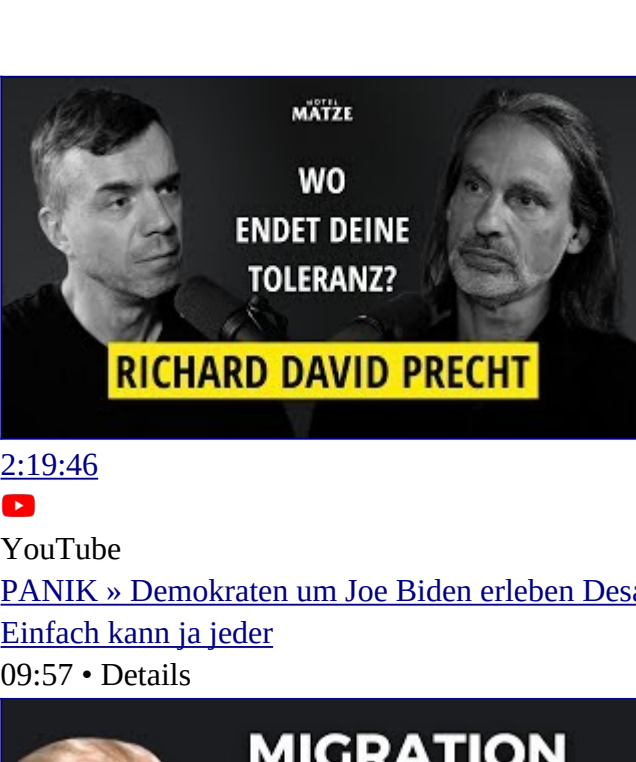 HOTEL
MATZE
WO
ENDET DEINE
TOLERANZ?
RICHARD DAVID PRECHT
2:19:46
YouTube
PANIK » Demokraten um Joe Biden erleben Desa
Einfach kann ja jeder
09:57 • Details
MIGRATION